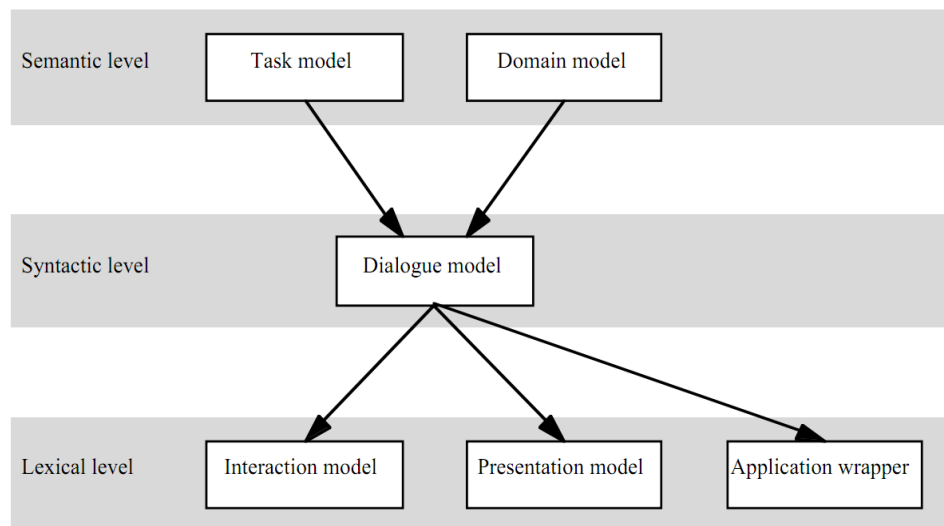 Semantic level
Task model
Domain model
Syntactic level
Dialogue model
Lexical level
Interaction model
Presentation model
Application wrapper